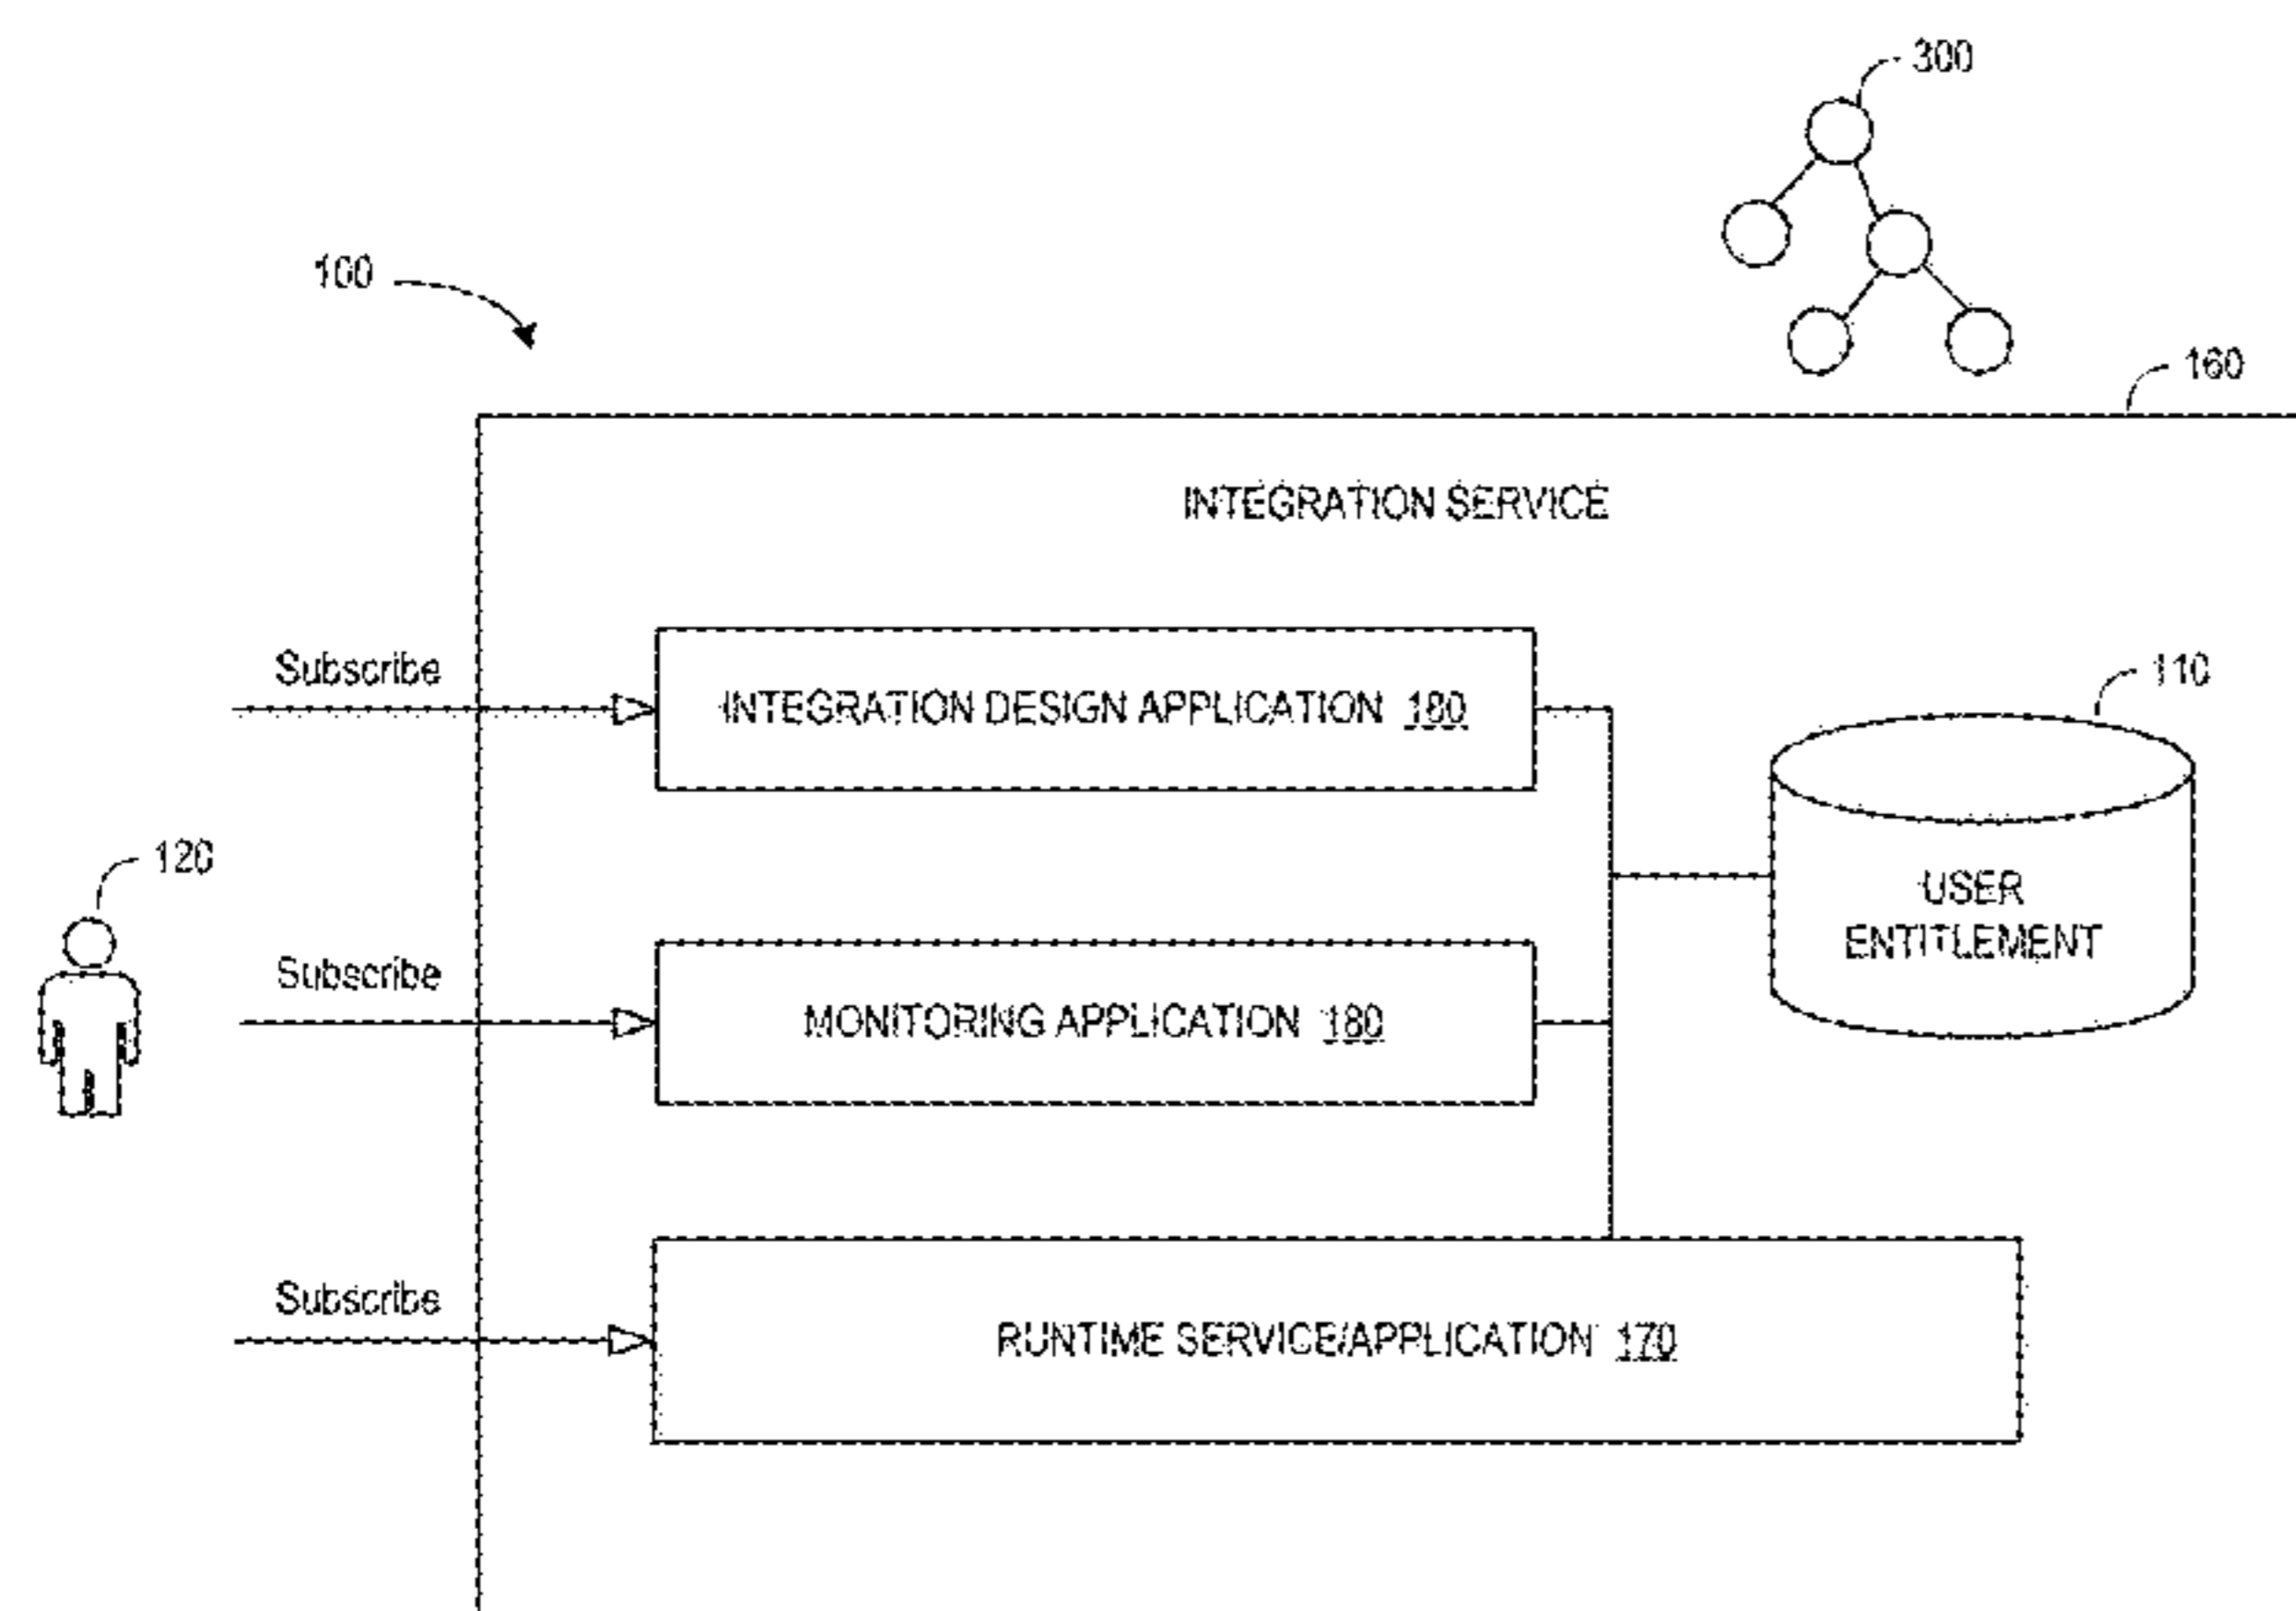 300
100
160
INTEGRATION SERVICE
Subscribe
INTEGRATION DESIGN APPLICATION 180
110
120
USER
ENTITLEMENT
Subscribe
MONITORING APPLICATION 180
Subscribe
RUNTIME SERVICE/APPLICATION 170